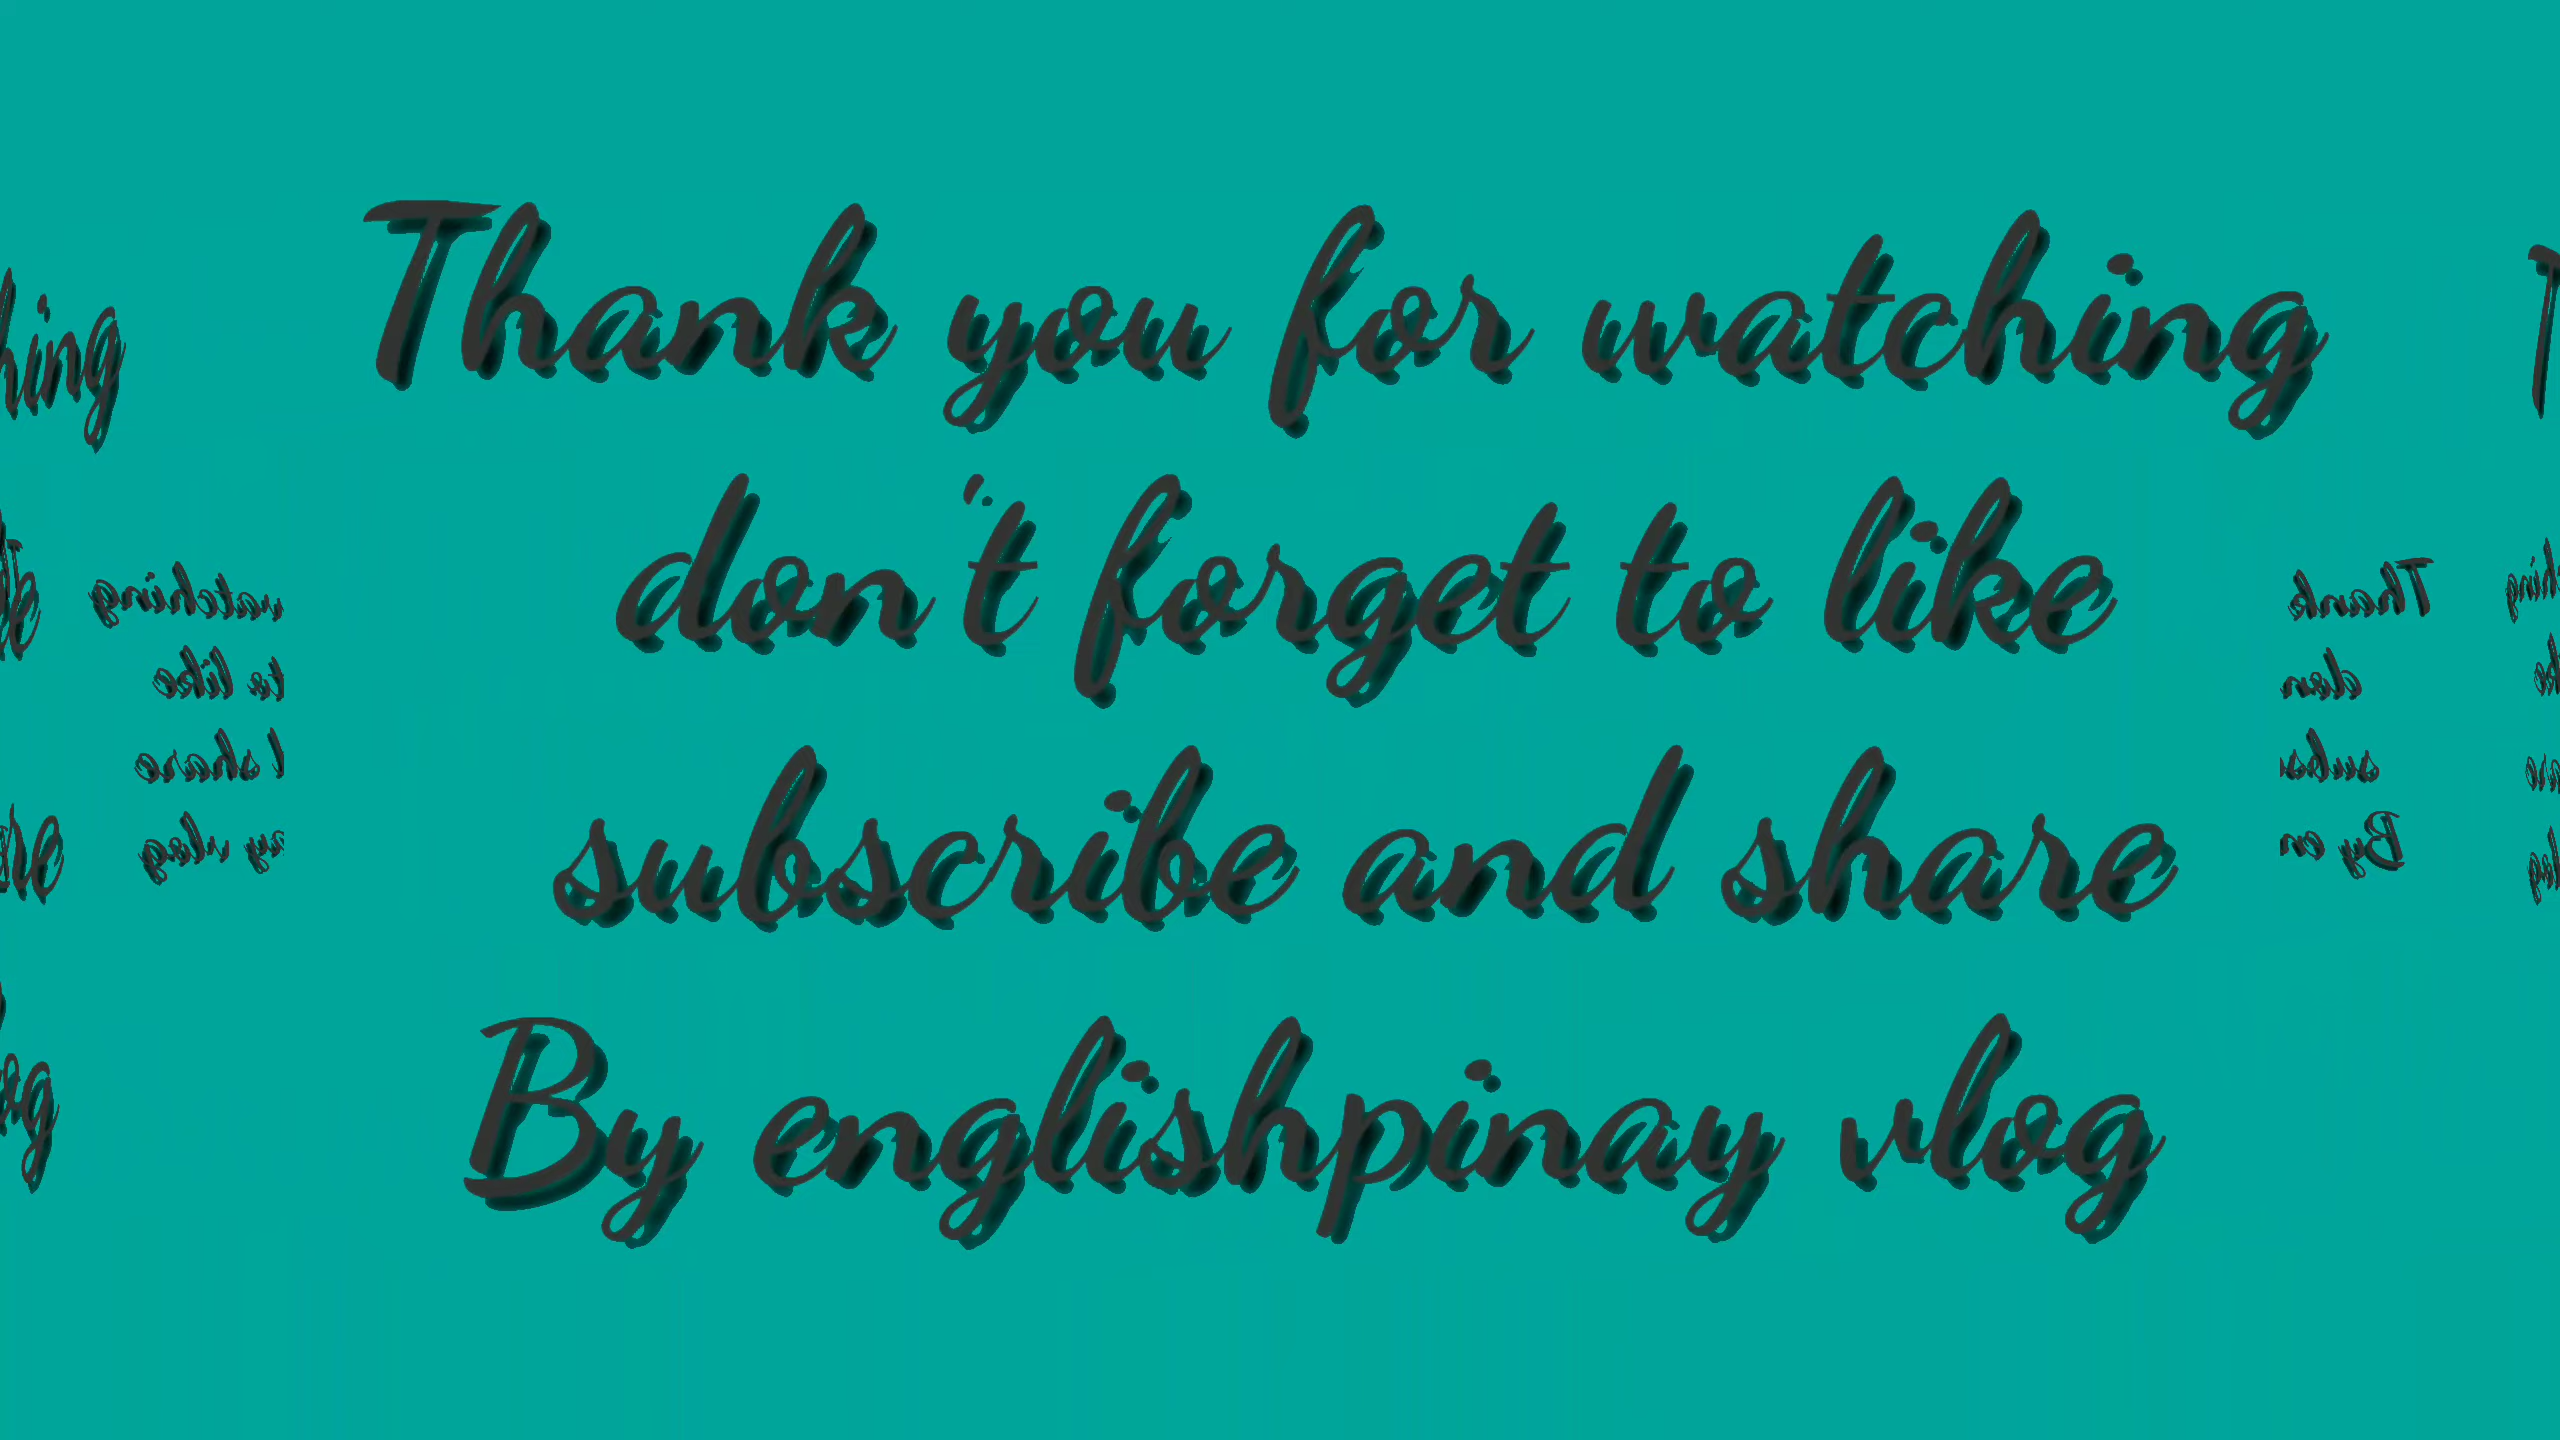 Thank you for watching
don't forget to like
subscribe and share
By englishpinay vlog